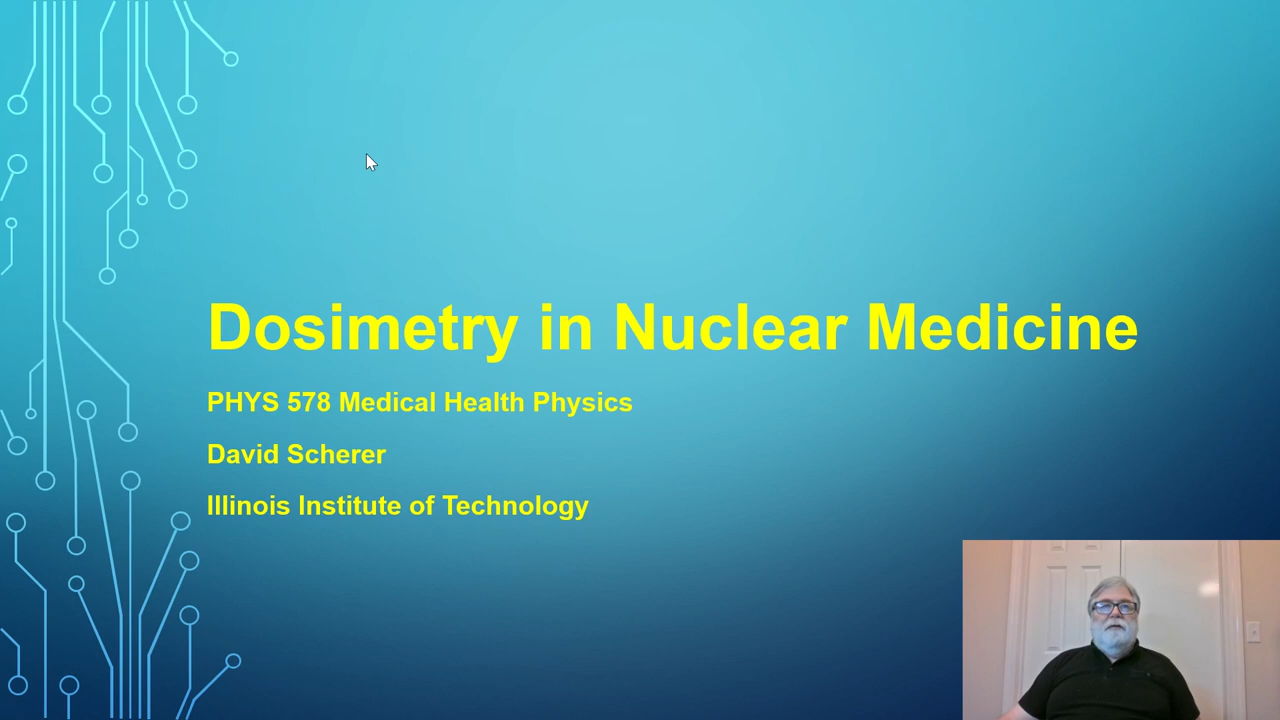 Dosimetry in Nuclear Medicine
PHYS 578 Medical Health Physics
David Scherer
Illinois Institute of Technology